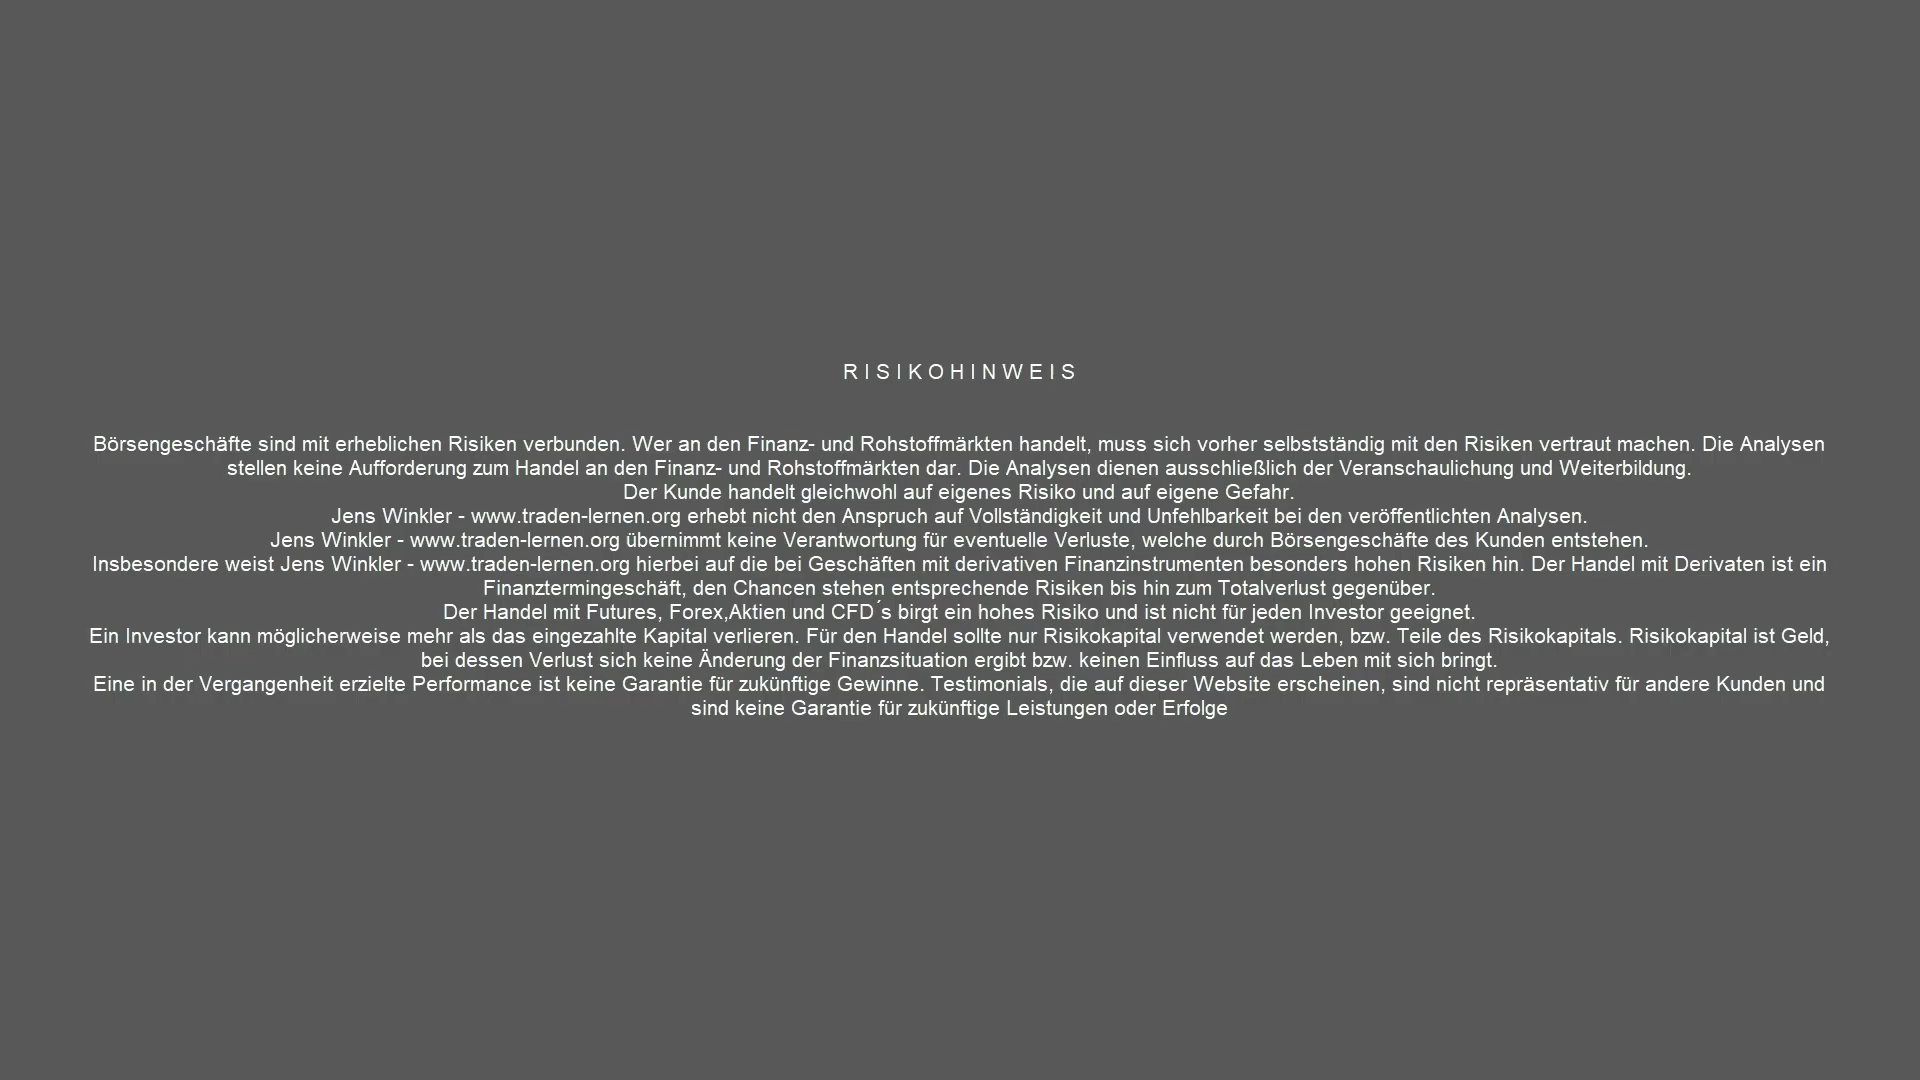 R I S I K O H I N W E I S
Börsengeschäfte sind mit erheblichen Risiken verbunden. Wer an den Finanz- und Rohstoffmärkten handelt, muss sich vorher selbstständig mit den Risiken vertraut machen. Die Analysen
stellen keine Aufforderung zum Handel an den Finanz- und Rohstoffmärkten dar. Die Analysen dienen ausschließlich der Veranschaulichung und Weiterbildung.
Der Kunde handelt gleichwohl auf eigenes Risiko und auf eigene Gefahr.
Jens Winkler - www.traden-lernen.org erhebt nicht den Anspruch auf Vollständigkeit und Unfehlbarkeit bei den veröffentlichten Analysen.
Jens Winkler - www.traden-lernen.org übernimmt keine Verantwortung für eventuelle Verluste, welche durch Börsengeschäfte des Kunden entstehen.
Insbesondere weist Jens Winkler - www.traden-lernen.org hierbei auf die bei Geschäften mit derivativen Finanzinstrumenten besonders hohen Risiken hin. Der Handel mit Derivaten ist ein
Finanztermingeschäft, den Chancen stehen entsprechende Risiken bis hin zum Totalverlust gegenüber.
Der Handel mit Futures, Forex,Aktien und CFD´s birgt ein hohes Risiko und ist nicht für jeden Investor geeignet.
Ein Investor kann möglicherweise mehr als das eingezahlte Kapital verlieren. Für den Handel sollte nur Risikokapital verwendet werden, bzw. Teile des Risikokapitals. Risikokapital ist Geld,
bei dessen Verlust sich keine Änderung der Finanzsituation ergibt bzw. keinen Einfluss auf das Leben mit sich bringt.
Eine in der Vergangenheit erzielte Performance ist keine Garantie für zukünftige Gewinne. Testimonials, die auf dieser Website erscheinen, sind nicht repräsentativ für andere Kunden und
sind keine Garantie für zukünftige Leistungen oder Erfolge